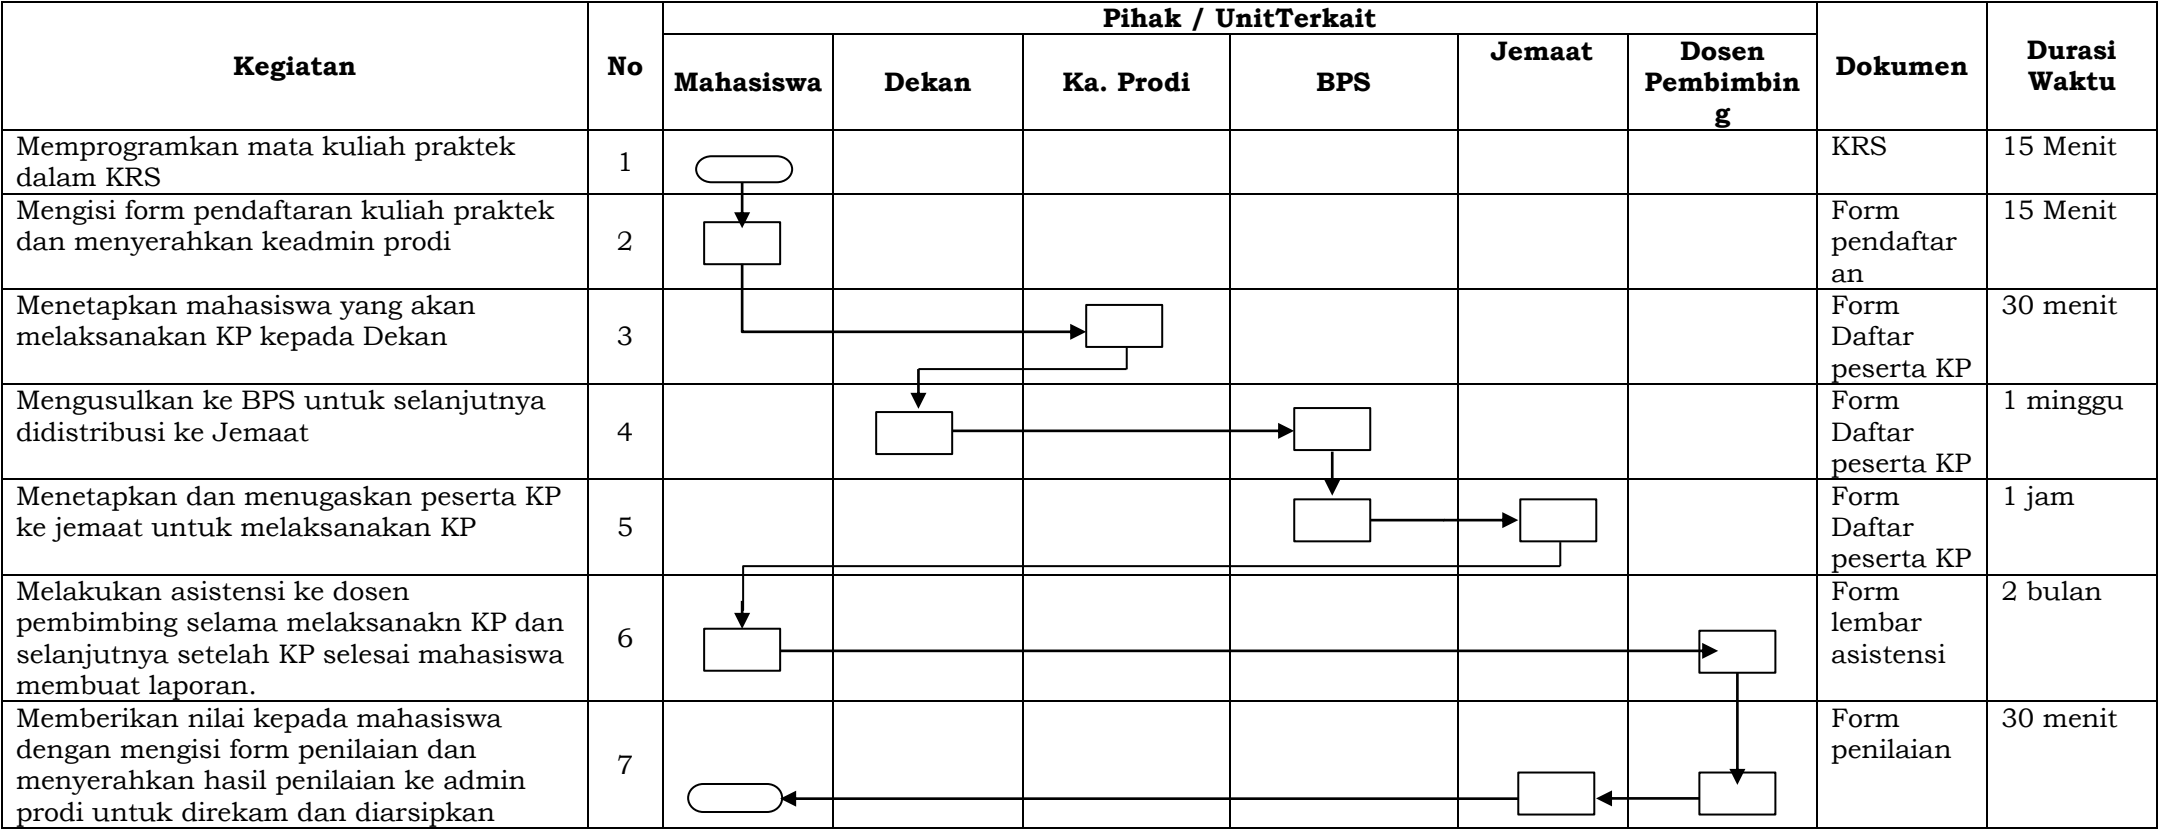 Kegiatan
No
Pihak / UnitTerkait
Mahasiswa
Dekan
Ka. Prodi
BPS
Jemaat
Dosen
Pembimbin
g
Dokumen
Durasi
Waktu
Memprogramkan mata kuliah praktek
dalam KRS
1
KRS
15 Menit
Mengisi form pendaftaran kuliah praktek
dan menyerahkan keadmin prodi
2
Form
pendaftar
an
15 Menit
Menetapkan mahasiswa yang akan
melaksanakan KP kepada Dekan
3
Form
Daftar
peserta KP
30 menit
Mengusulkan ke BPS untuk selanjutnya
didistribusi ke Jemaat
4
Form
Daftar
peserta KP
1 minggu
Menetapkan dan menugaskan peserta KP
ke jemaat untuk melaksanakan KP
5
Form
Daftar
peserta KP
1 jam
Melakukan asistensi ke dosen
pembimbing selama melaksanakn KP dan
selanjutnya setelah KP selesai mahasiswa
membuat laporan.
6
Form
lembar
asistensi
2 bulan
Memberikan nilai kepada mahasiswa
dengan mengisi form penilaian dan
menyerahkan hasil penilaian ke admin
prodi untuk direkam dan diarsipkan
7
Form
penilaian
30 menit